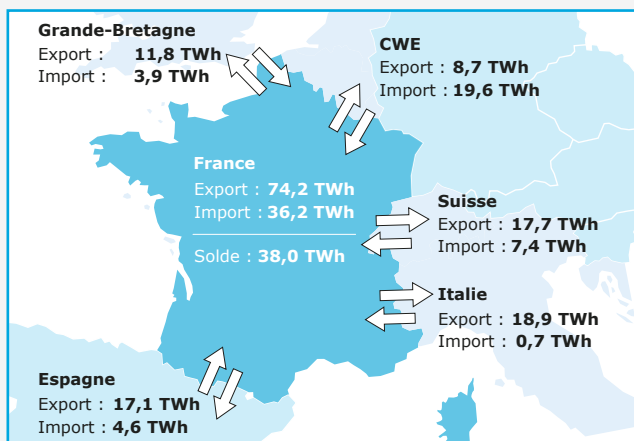 Grande-Bretagne
Export : 11,8 TWh
Import : 3,9 TWh
CWE
Export : 8,7 TWh
Import : 19,6 TWh
France
Export : 74,2 TWh
Import : 36,2 TWh
Solde : 38,0 TWh
Suisse
Export : 17,7 TWh
Import : 7,4 TWh
Italie
Export : 18,9 TWh
Import : 0,7 TWh
Espagne
Export : 17,1 TWh
Import : 4,6 TWh